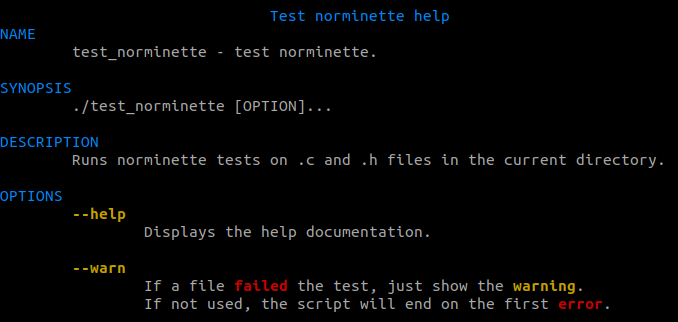 Test norminette help
NAME
test_norminette - test norminette.
SYNOPSIS
./test_norminette [OPTION]...
DESCRIPTION
Runs norminette tests on .c and .h files in the current directory.
OPTIONS
--help
Displays the help documentation.
--warn
If a file failed the test, just show the warning.
If not used, the script will end on the first error.